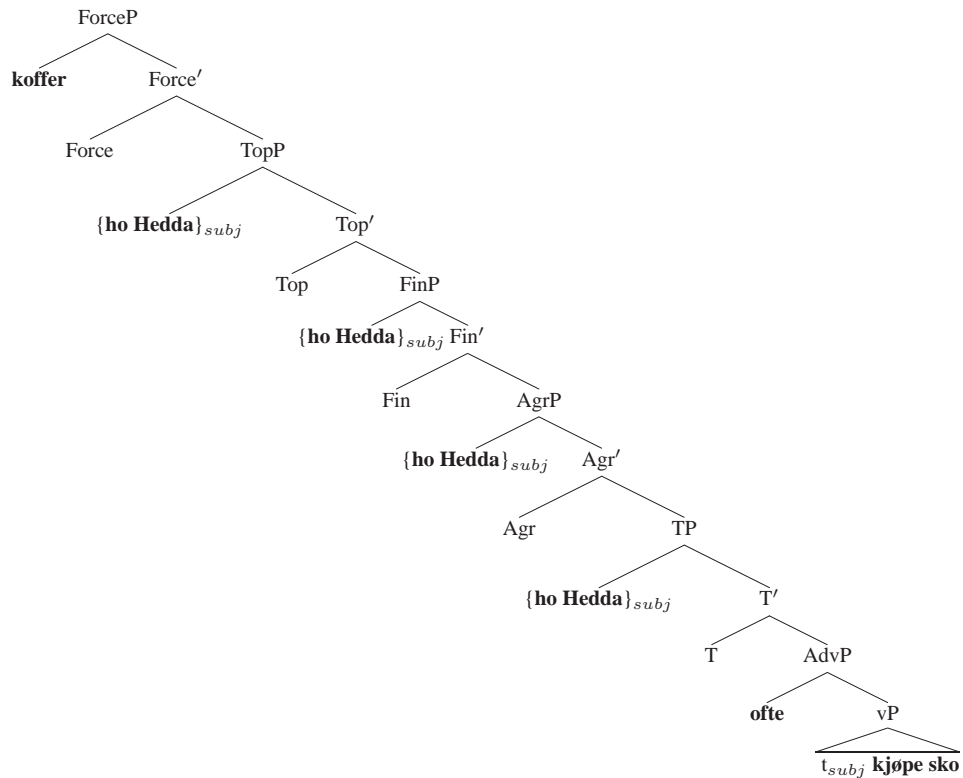 ForceP
koffer Force′
Force TopP
{ho Hedda}subj Top′
Top FinP
{ho Hedda}subj Fin′
Fin AgrP
{ho Hedda}subj Agr′
Agr TP
{ho Hedda}subj T′
T AdvP
ofte vP
tsubj kjøpe sko